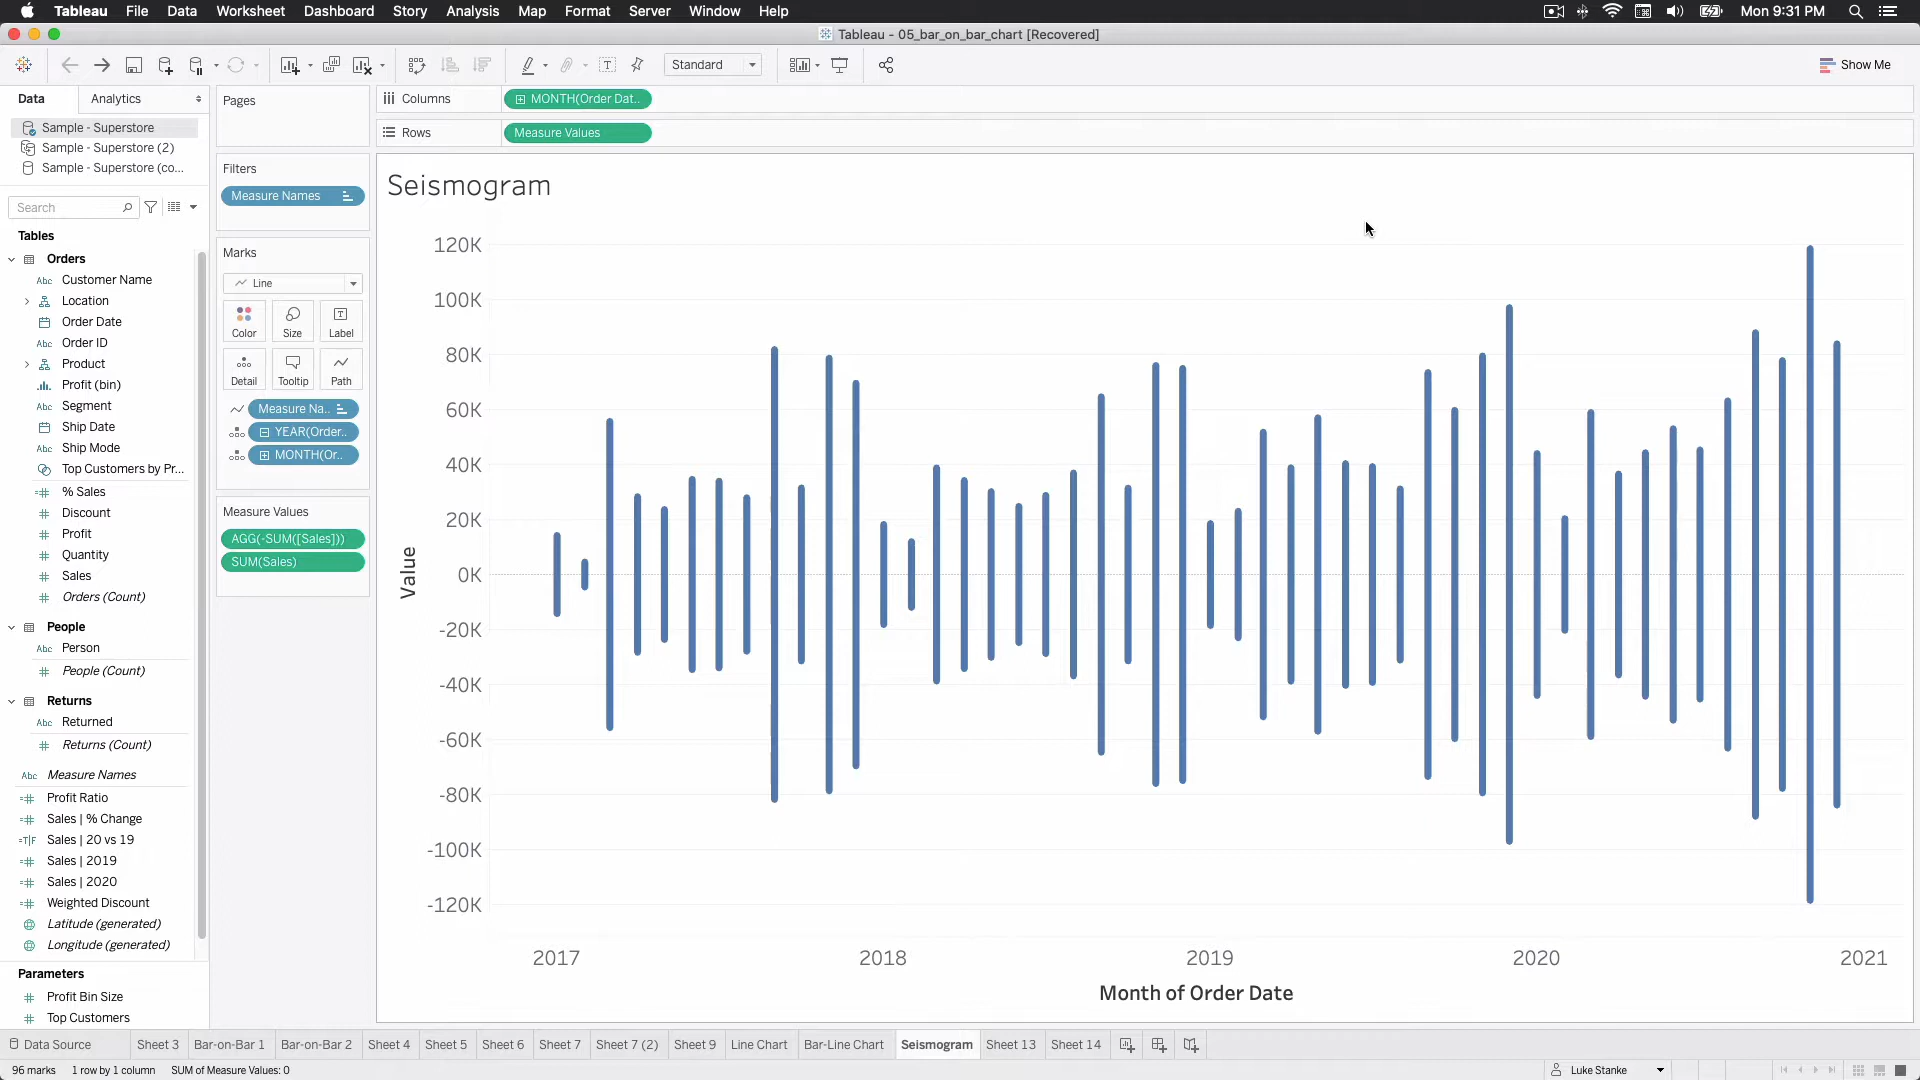 Tableau File Data Worksheet Dashboard Story Analysis Map Format Server Window Help
Mon 9:31 PM
Tableau - 05_bar_on_bar_chart [Recovered]
Standard
Show Me
Data
Analytics
Sample - Superstore
Sample - Superstore (2)
Sample - Superstore (co...
Search
Tables
Orders
Abc Customer Name
Location
Order Date
Abc Order ID
Product
Profit (bin)
Abc Segment
Ship Date
Abc Ship Mode
Top Customers by Pr...
% Sales
Discount
Profit
Quantity
Sales
Orders (Count)
People
Abc Person
People (Count)
Returns
Abc Returned
Returns (Count)
Abc Measure Names
Profit Ratio
Sales | % Change
T|F Sales | 20 vs 19
Sales | 2019
Sales | 2020
Weighted Discount
Latitude (generated)
Longitude (generated)
Parameters
Profit Bin Size
Top Customers
Pages
Filters
Measure Names
Marks
Line
Color
Size
Label
Detail
Tooltip
Path
Measure Na..
YEAR(Order..
MONTH(Or..
Measure Values
AGG(-SUM([Sales]))
SUM(Sales)
Columns
MONTH(Order Dat..
Rows
Measure Values
Seismogram
120K
100K
80K
60K
40K
20K
0K
-20K
-40K
-60K
-80K
-100K
-120K
Value
2017
2018
2019
2020
2021
Month of Order Date
Data Source
Sheet 3
Bar-on-Bar 1
Bar-on-Bar 2
Sheet 4
Sheet 5
Sheet 6
Sheet 7
Sheet 7 (2)
Sheet 9
Line Chart
Bar-Line Chart
Seismogram
Sheet 13
Sheet 14
96 marks
1 row by 1 column
SUM of Measure Values: 0
Luke Stanke